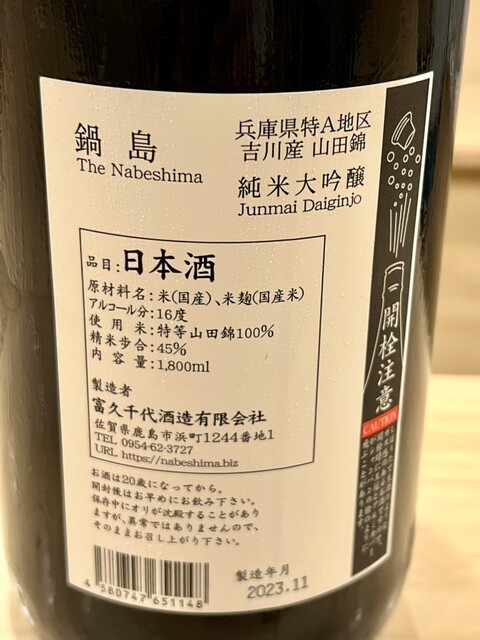 鍋島
The Nabeshima
兵庫県特A地区
吉川産 山田錦
純米大吟醸
Junmai Daiginjo
品目:日本酒
原材料名:米(国産)、米麹(国産米)
アルコール分:16度
使用米:特等山田錦100%
精米歩合:45%
内容量:1,800ml
製造者
富久千代酒造有限会社
佐賀県鹿島市浜町1244番地1
TEL 0954-62-3727
URL https://nabeshima.biz
お酒は20歳になってから。
開封後はお早めにお飲み下さい。
保存中にオリが沈殿することがあり
ますが、異常ではありませんので、
そのままお召し上がり下さい。
4 580747 651148
製造年月
2023.11
開栓注意
CAUTION